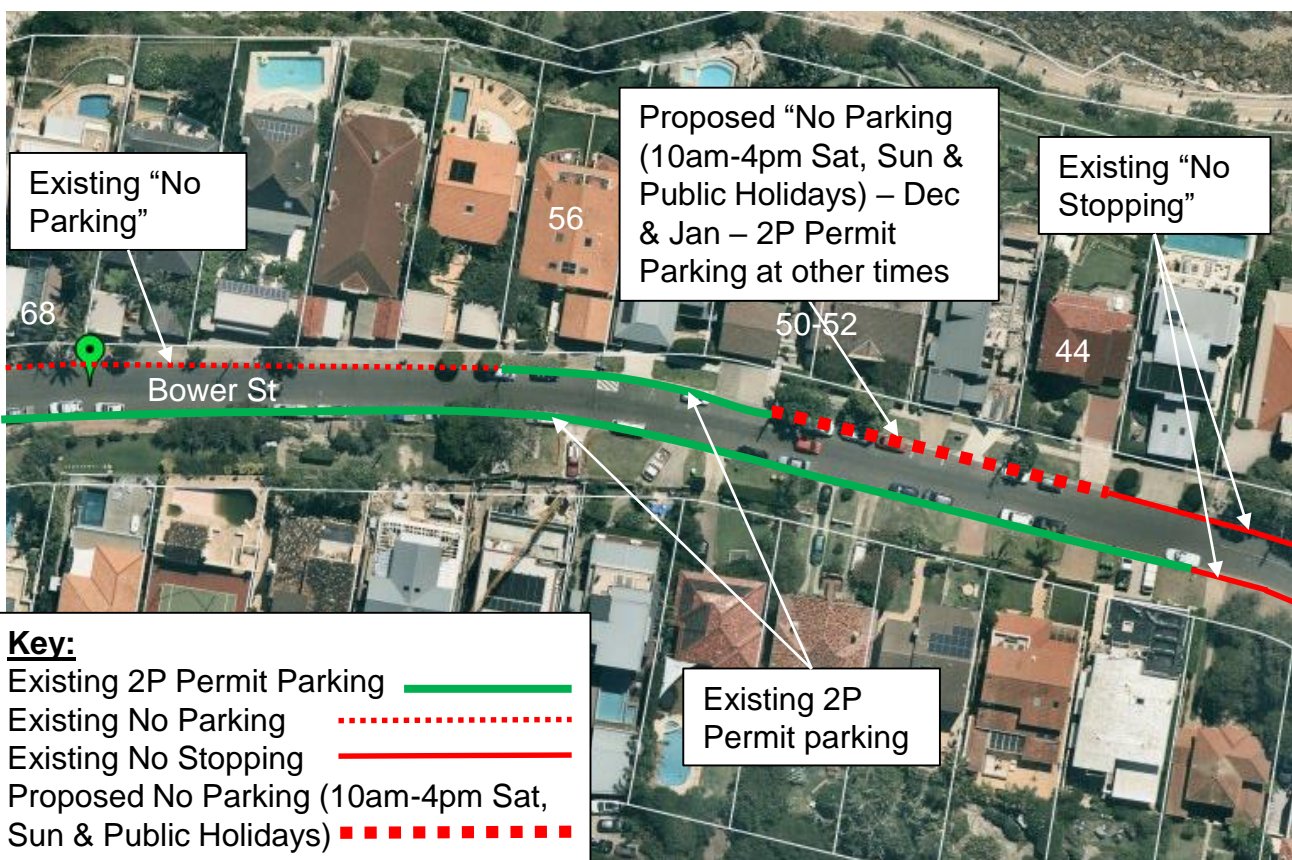 Proposed “No Parking
(10am-4pm Sat, Sun &
Public Holidays) – Dec
& Jan – 2P Permit
Parking at other times
Existing “No
Stopping”
Existing “No
Parking”
56
68
50-52
44
Bower St
Existing 2P
Permit parking
Key:
Existing 2P Permit Parking
Existing No Parking
Existing No Stopping
Proposed No Parking (10am-4pm Sat,
Sun & Public Holidays)